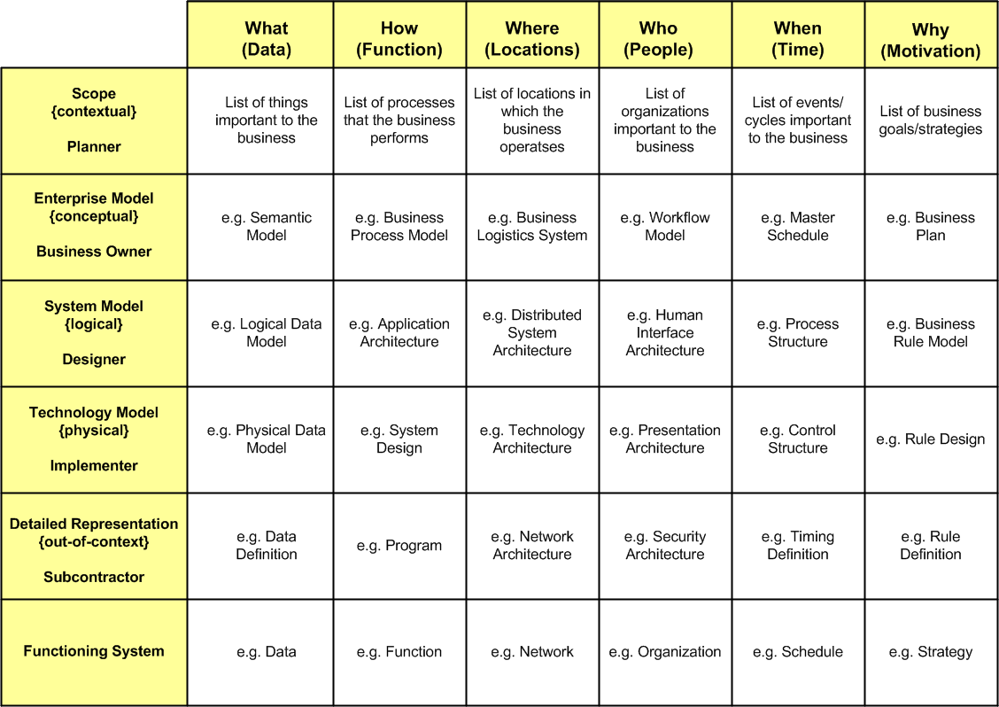 What
(Data)
How
(Function)
Where
(Locations)
Who
(People)
When
(Time)
Why
(Motivation)
Scope
{contextual}
Planner
List of things
important to the
business
List of processes
that the business
performs
List of locations in
which the
business
operatses
List of
organizations
important to the
business
List of events/
cycles important
to the business
List of business
goals/strategies
Enterprise Model
{conceptual}
Business Owner
e.g. Semantic
Model
e.g. Business
Process Model
e.g. Business
Logistics System
e.g. Workflow
Model
e.g. Master
Schedule
e.g. Business
Plan
System Model
{logical}
Designer
e.g. Logical Data
Model
e.g. Application
Architecture
e.g. Distributed
System
Architecture
e.g. Human
Interface
Architecture
e.g. Process
Structure
e.g. Business
Rule Model
Technology Model
{physical}
Implementer
e.g. Physical Data
Model
e.g. System
Design
e.g. Technology
Architecture
e.g. Presentation
Architecture
e.g. Control
Structure
e.g. Rule Design
Detailed Representation
{out-of-context}
Subcontractor
e.g. Data
Definition
e.g. Program
e.g. Network
Architecture
e.g. Security
Architecture
e.g. Timing
Definition
e.g. Rule
Definition
Functioning System
e.g. Data
e.g. Function
e.g. Network
e.g. Organization
e.g. Schedule
e.g. Strategy